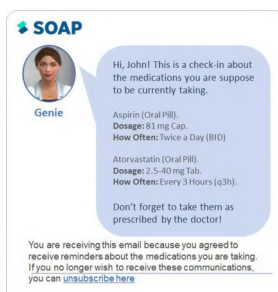 SOAP
Genie
Hi, John! This is a check-in about
the medications you are suppose
to be currently taking.
Aspirin (Oral Pill).
Dosage: 81 mg Cap.
How Often: Twice a Day (BID)
Atorvastatin (Oral Pill).
Dosage: 2.5-40 mg Tab.
How Often: Every 3 Hours (q3h).
Don't forget to take them as
prescribed by the doctor!
You are receiving this email because you agreed to
receive reminders about the medications you are taking.
If you no longer wish to receive these communications,
you can unsubscribe here